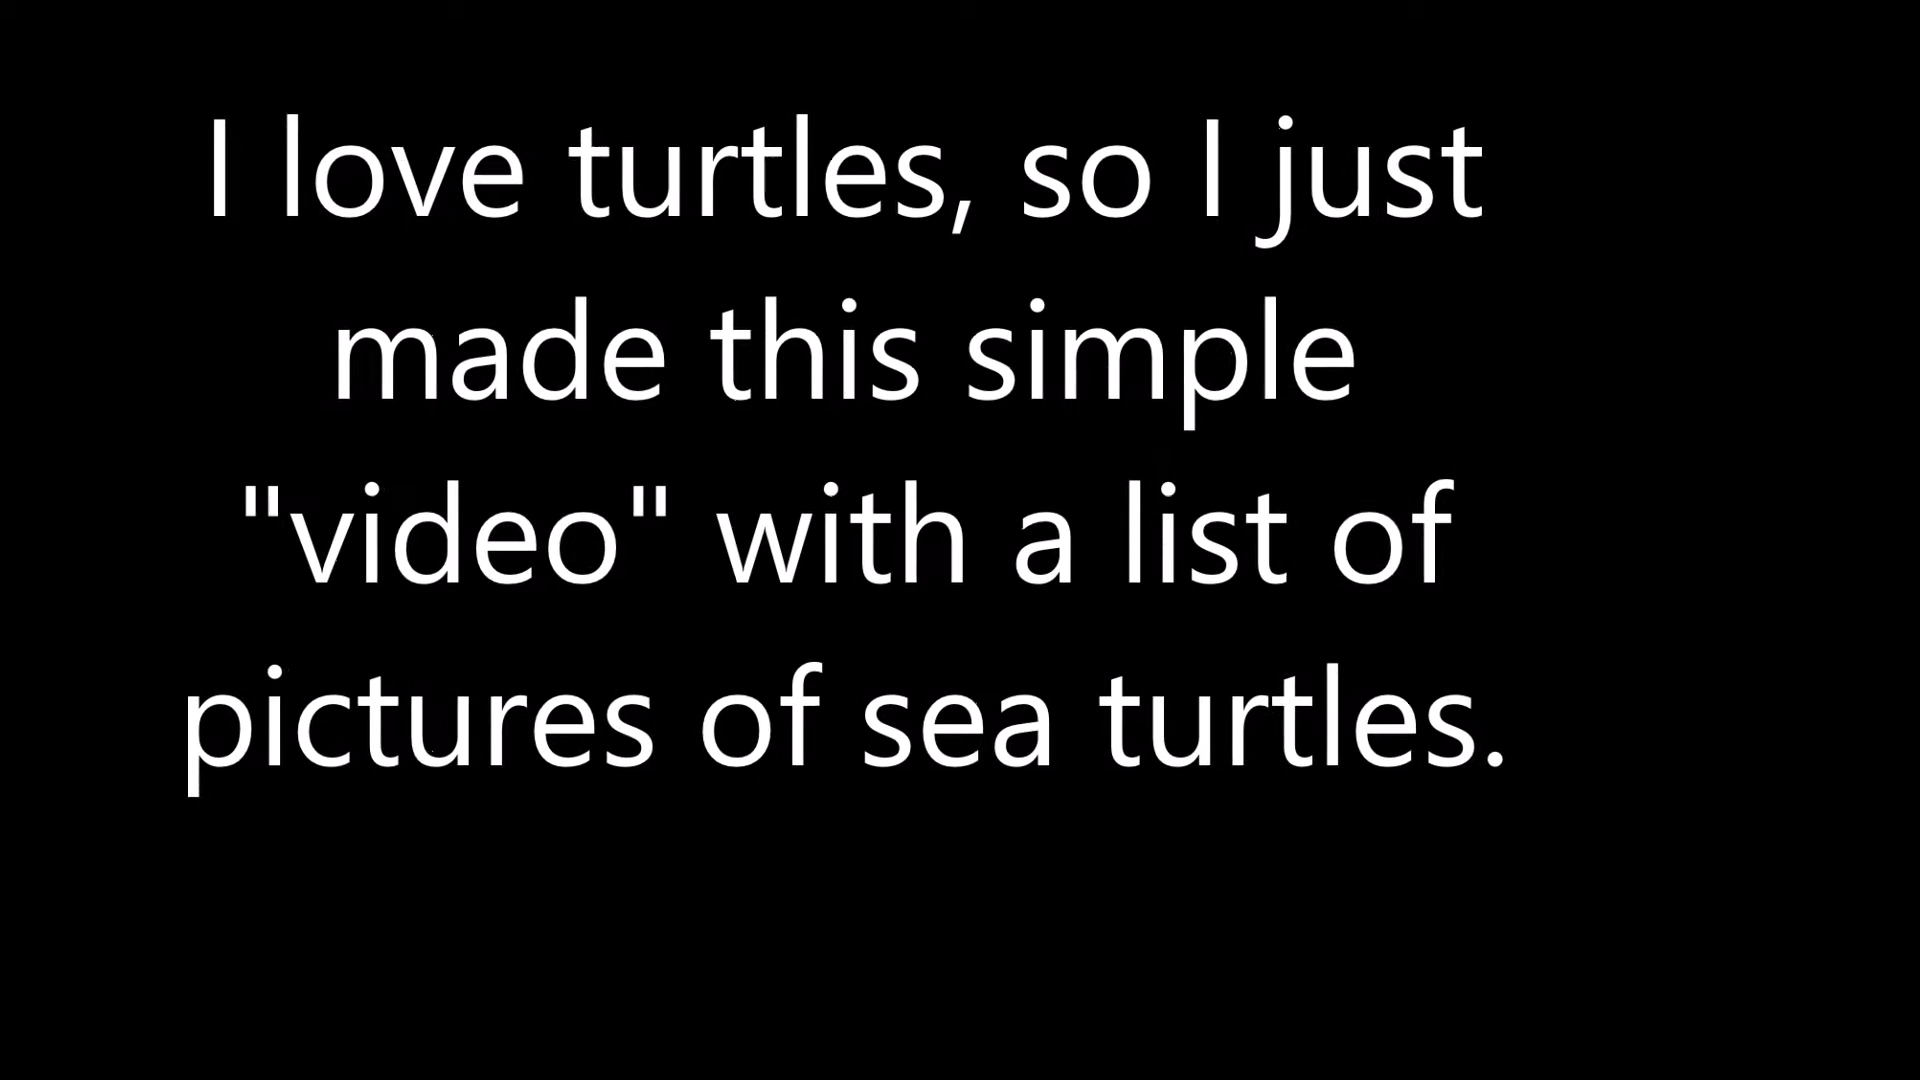 I love turtles, so I just
made this simple
"video" with a list of
pictures of sea turtles.